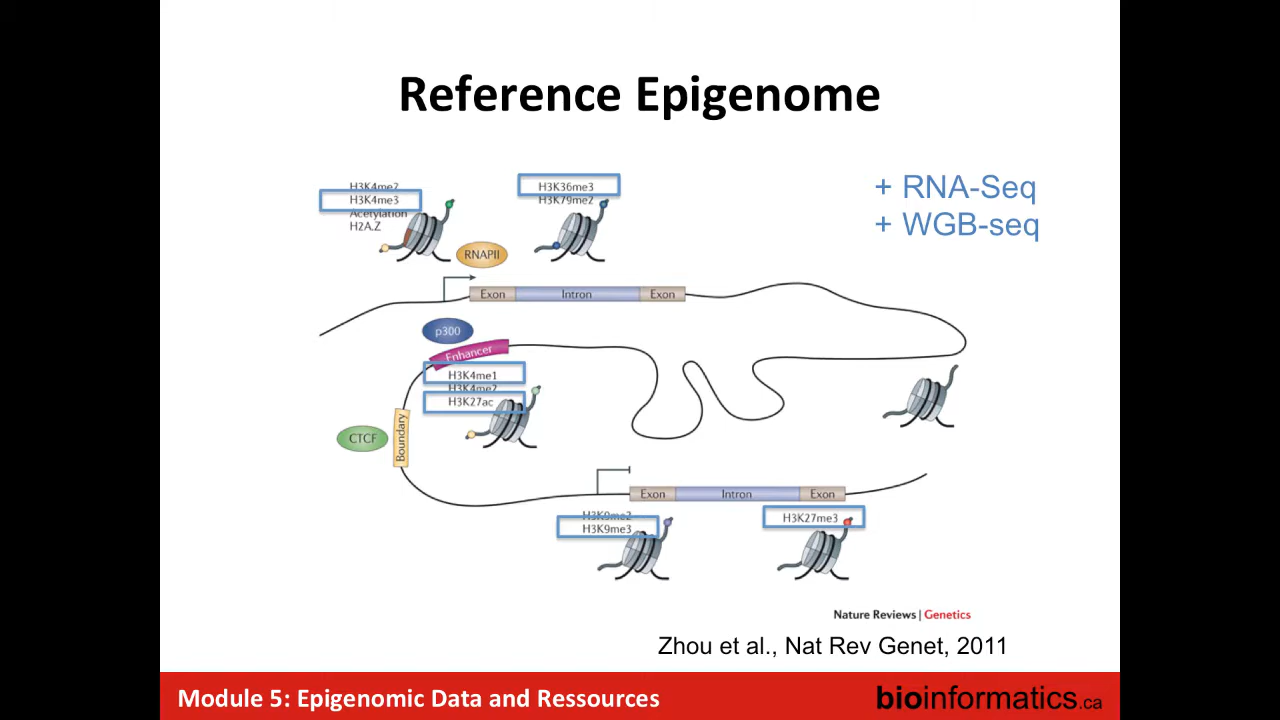 Reference Epigenome
H3K4me2
H3K4me3
Acetylation
H2A.Z
H3K36me3
H3K79me2
+ RNA-Seq
+ WGB-seq
RNAPII
Exon
Intron
Exon
p300
Enhancer
H3K4me1
H3K4me2
H3K27ac
CTCF
Boundary
Exon
Intron
Exon
H3K9me2
H3K9me3
H3K27me3
Nature Reviews | Genetics
Zhou et al., Nat Rev Genet, 2011
Module 5: Epigenomic Data and Ressources
bioinformatics.ca